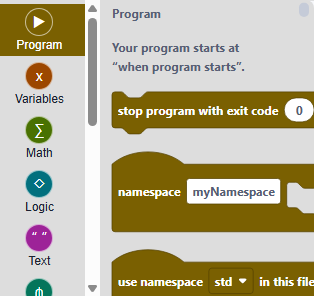 Program
Variables
Math
Logic
Text
Program
Your program starts at
“when program starts”.
stop program with exit code 0
namespace myNamespace
use namespace std in this file